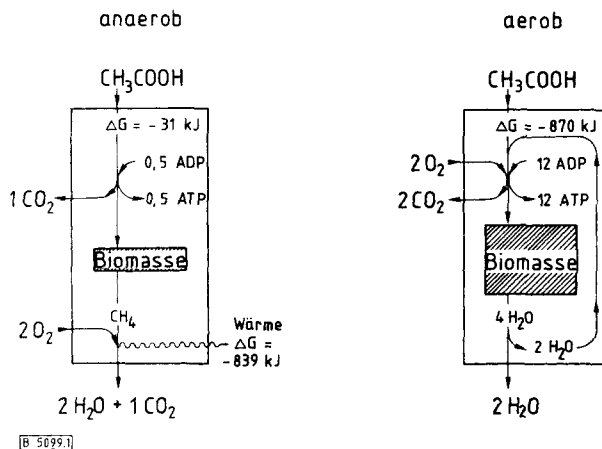 anaerob
CH₃COOH
ΔG = -31 kJ
0,5 ADP
1 CO₂
0,5 ATP
Biomasse
CH₄
2 O₂
Wärme
ΔG =
-839 kJ
2 H₂O + 1 CO₂
B 5099.1
aerob
CH₃COOH
ΔG = -870 kJ
2 O₂
12 ADP
2 CO₂
12 ATP
Biomasse
4 H₂O
2 H₂O
2 H₂O